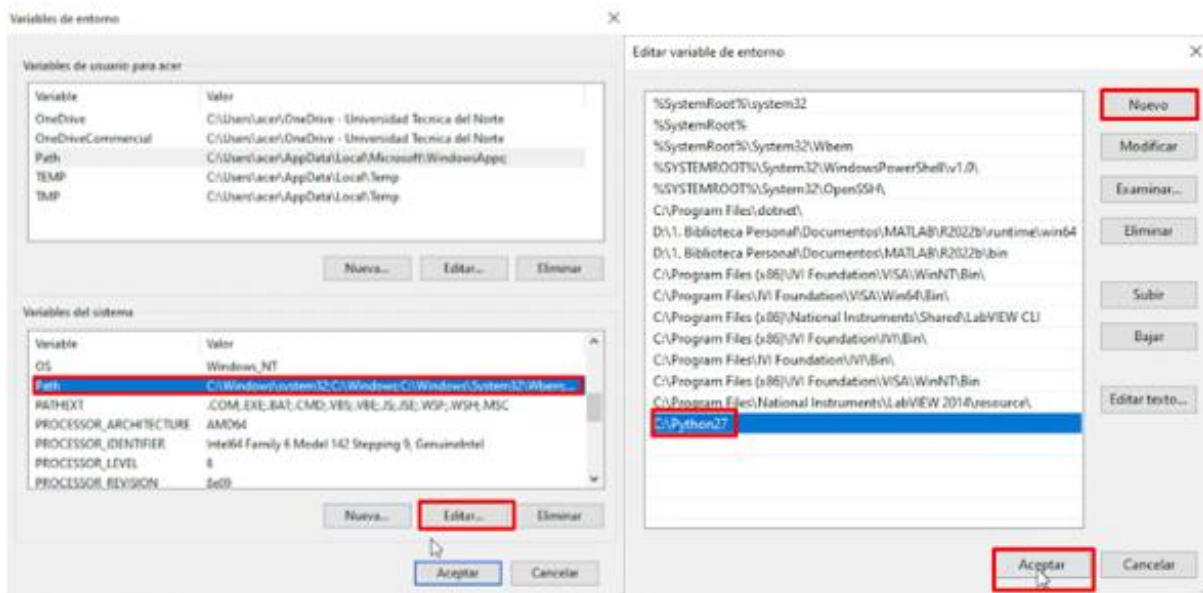 Variables de entorno
Variables de usuario para acer
Variable Valor
OneDrive C:\Users\acer\OneDrive - Universidad Tecnica del Norte
OneDriveCommercial C:\Users\acer\OneDrive - Universidad Tecnica del Norte
Path C:\Users\acer\AppData\Local\Microsoft\WindowsApps;
TEMP C:\Users\acer\AppData\Local\Temp
TMP C:\Users\acer\AppData\Local\Temp
Nueva... Editar... Eliminar
Variables del sistema
Variable Valor
OS Windows_NT
Path C:\Windows\system32;C:\Windows;C:\Windows\System32\Wbem;...
PATHEXT .COM;.EXE;.BAT;.CMD;.VBS;.VBE;.JS;.JSE;.WSF;.WSH;.MSC
PROCESSOR_ARCHITECTURE AMD64
PROCESSOR_IDENTIFIER Intel64 Family 6 Model 142 Stepping 9, GenuineIntel
PROCESSOR_LEVEL 6
PROCESSOR_REVISION 8e09
Nueva... Editar... Eliminar
Aceptar Cancelar
Editar variable de entorno
%SystemRoot%\system32
%SystemRoot%
%SystemRoot%\System32\Wbem
%SYSTEMROOT%\System32\WindowsPowerShell\v1.0\
%SYSTEMROOT%\System32\OpenSSH\
C:\Program Files\dotnet\
D:\1. Biblioteca Personal\Documentos\MATLAB\R2022b\runtime\win64
D:\1. Biblioteca Personal\Documentos\MATLAB\R2022b\bin
C:\Program Files (x86)\IVI Foundation\VISA\WinNT\Bin\
C:\Program Files\IVI Foundation\VISA\Win64\Bin\
C:\Program Files (x86)\National Instruments\Shared\LabVIEW CLI
C:\Program Files (x86)\IVI Foundation\IVI\Bin\
C:\Program Files\IVI Foundation\IVI\Bin\
C:\Program Files (x86)\IVI Foundation\VISA\WinNT\Bin
C:\Program Files\National Instruments\LabVIEW 2014\resource\
C:\Python27
Nuevo
Modificar
Examinar...
Eliminar
Subir
Bajar
Editar texto...
Aceptar Cancelar